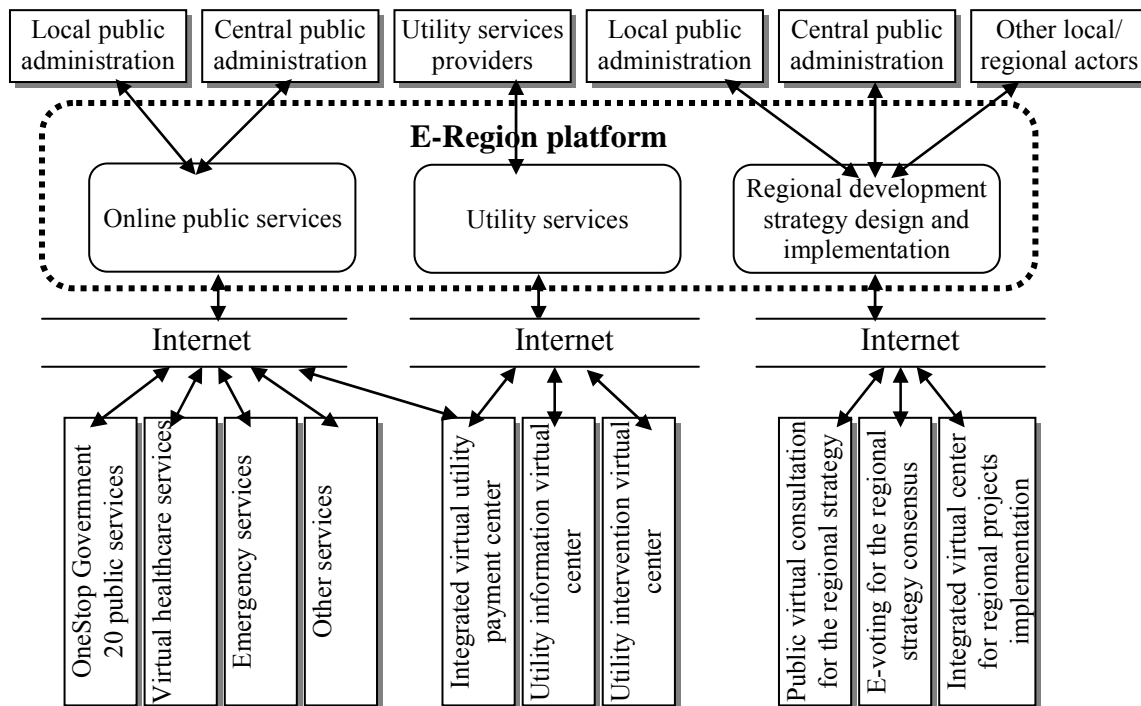 Local public
administration
Central public
administration
Utility services
providers
Local public
administration
Central public
administration
Other local/
regional actors
E-Region platform
Online public services
Utility services
Regional development
strategy design and
implementation
Internet
Internet
Internet
OneStop Government
20 public services
Virtual healthcare services
Emergency services
Other services
Integrated virtual utility
payment center
Utility information virtual
center
Utility intervention virtual
center
Public virtual consultation
for the regional strategy
E-voting for the regional
strategy consensus
Integrated virtual center
for regional projects
implementation